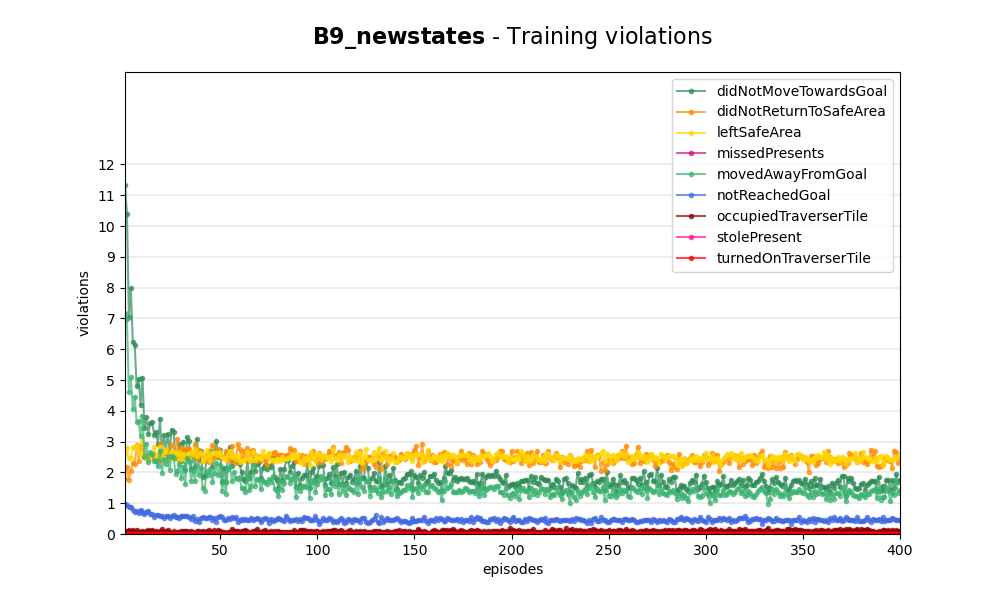 B9_newstates - Training violations
didNotMoveTowardsGoal
didNotReturnToSafeArea
leftSafeArea
missedPresents
movedAwayFromGoal
notReachedGoal
occupiedTraverserTile
stolePresent
turnedOnTraverserTile
violations
12
11
10
9
8
7
6
5
4
3
2
1
0
50
100
150
200
250
300
350
400
episodes